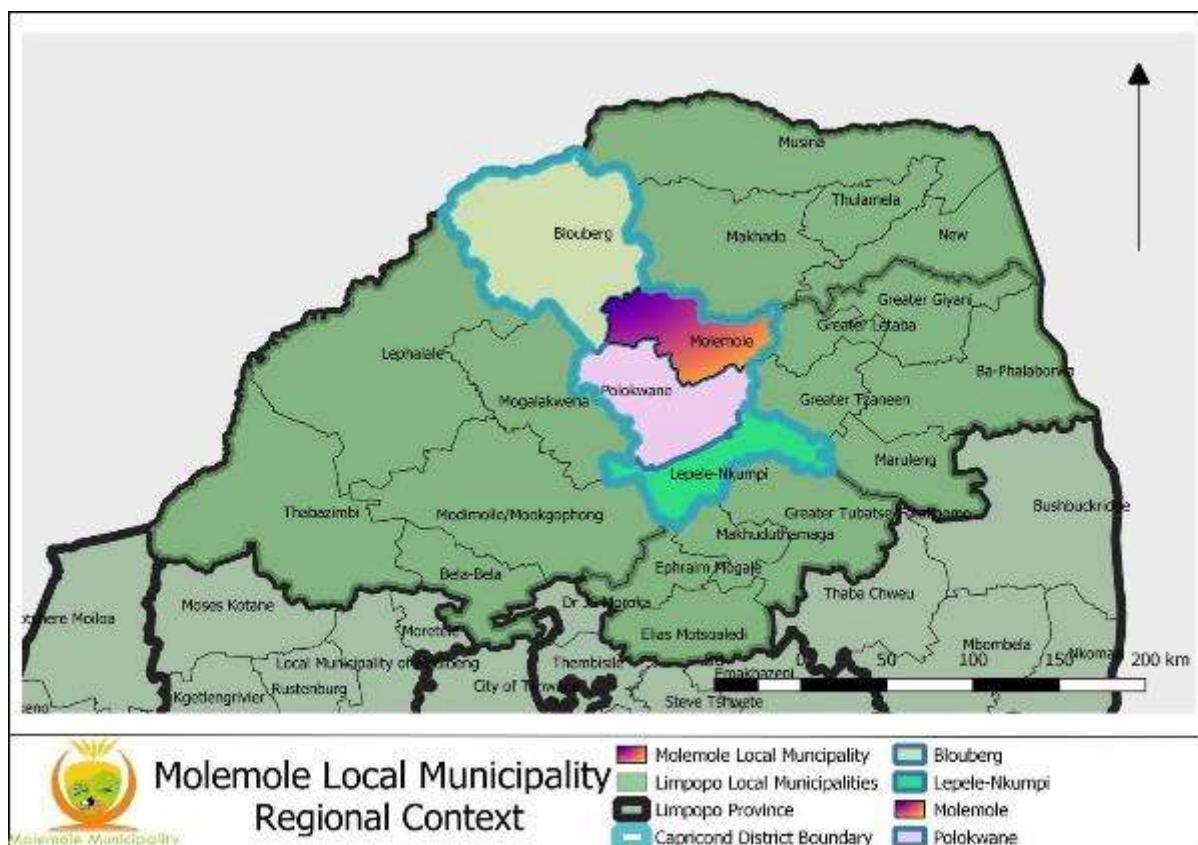 Musina
Thulamela
Blouberg
Makhado
New
Greater Giyani
Greater Letaba
Molemole
Lephalale
Ba-Phalaborwa
Polokwane
Mogalakwena
Greater Tzaneen
Maruleng
Lepele-Nkumpi
Thabazimbi
Modimolle/Mookgophong
Greater Tubatse
Bushbuckridge
Makhuduthamaga
Ephraim Mogale
Bela-Bela
Moses Kotane
Dr JS Moroka
Thaba Chweu
Moiloa
Moretele
Elias Motsoaledi
Local Municipality of
Thembisile
Mbombela
Kgetlengrivier
Rustenburg
City of
Emakhazeni
Steve Tshwete
50
100
150
200 km
Molemole Municipality
Molemole Local Municipality
Regional Context
Molemole Local Municipality
Limpopo Local Municipalities
Limpopo Province
Capricond District Boundary
Blouberg
Lepele-Nkumpi
Molemole
Polokwane